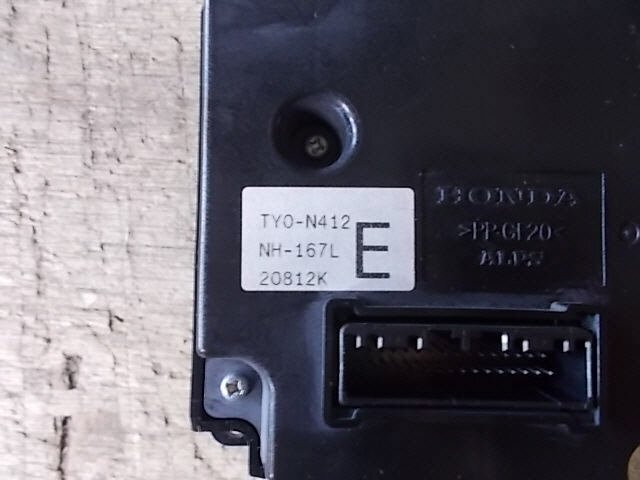 TY0-N412
NH-167L
20812K
E
HONDA
>PP-GF20<
ALPS